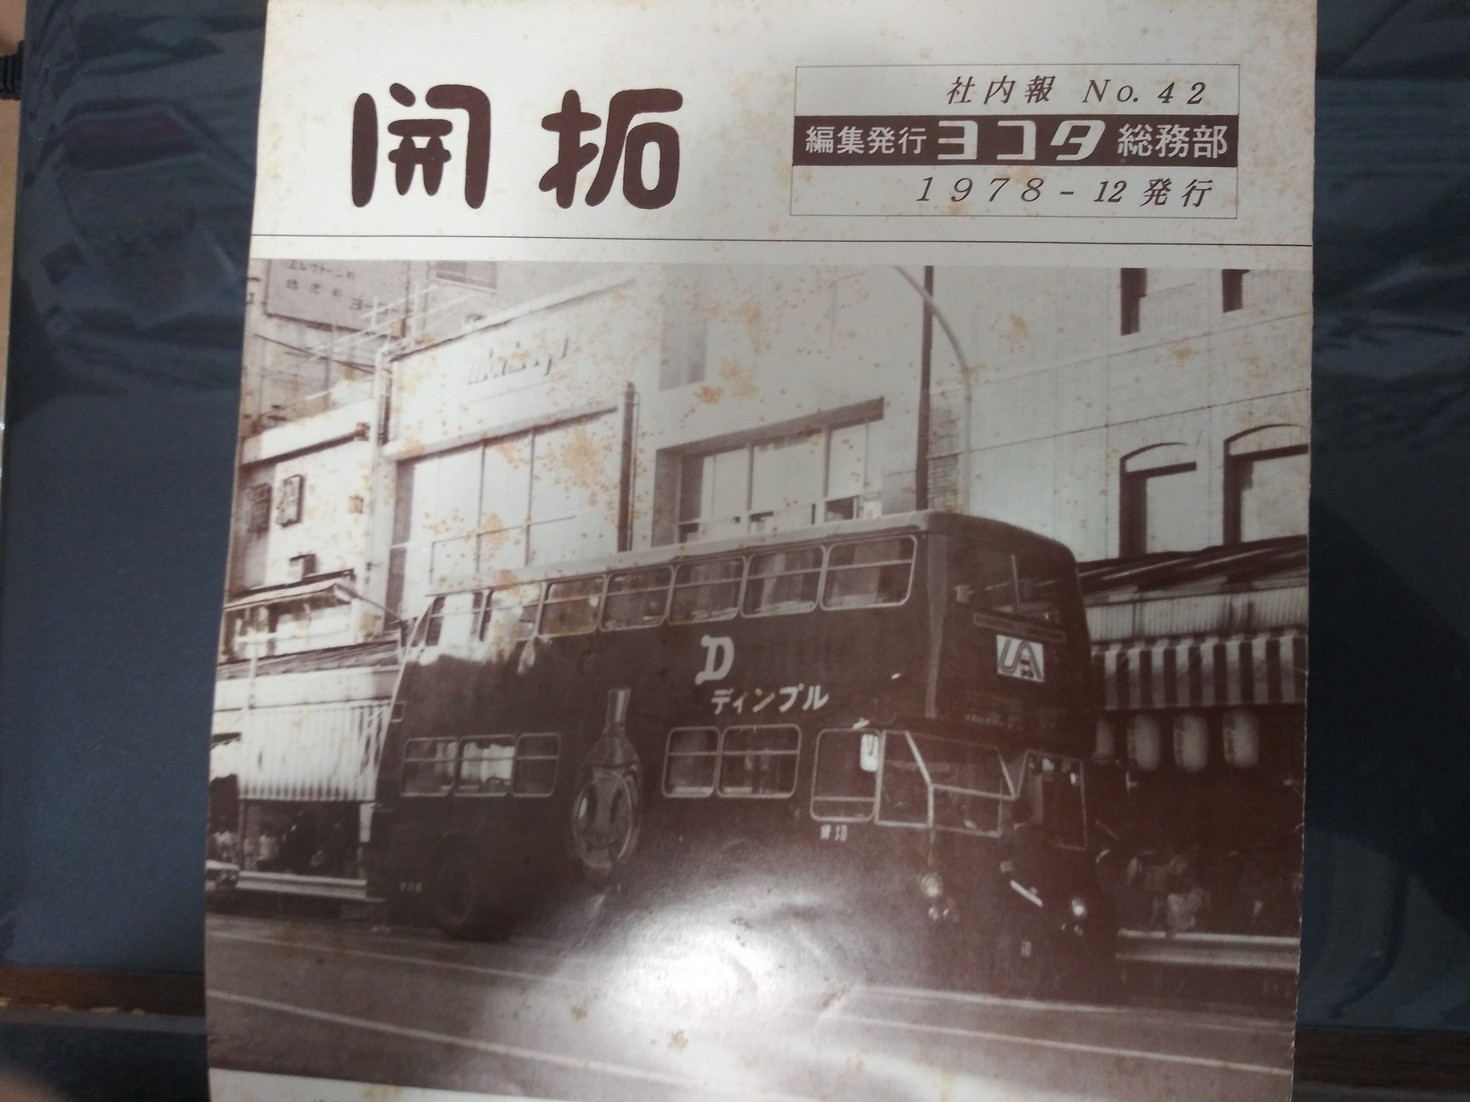 開拓
社内報 No.42
編集発行 ヨコタ 総務部
1978-12発行
D
ディンプル